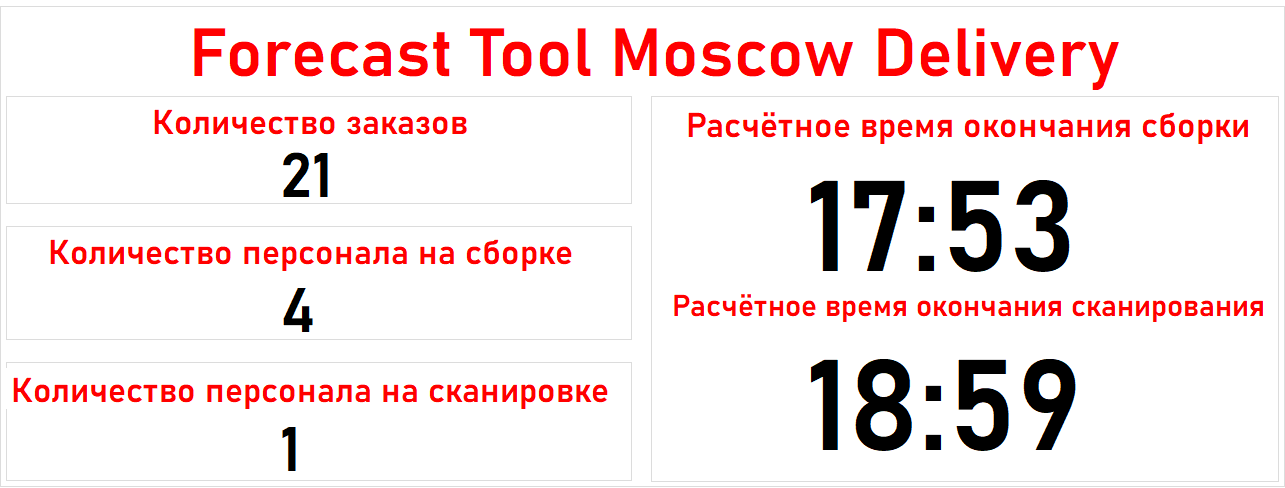 Forecast Tool Moscow Delivery
Количество заказов
21
Количество персонала на сборке
4
Количество персонала на сканировке
1
Расчётное время окончания сборки
17:53
Расчётное время окончания сканирования
18:59